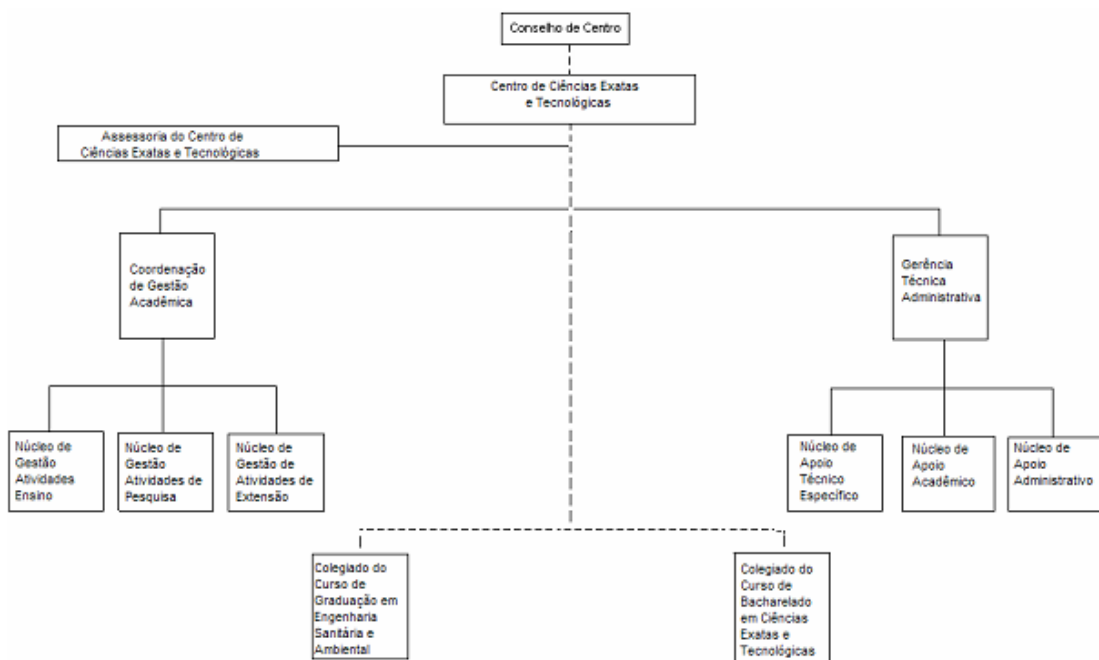 Conselho de Centro
Centro de Ciências Exatas
e Tecnológicas
Assessoria do Centro de
Ciências Exatas e Tecnológicas
Coordenação
de Gestão
Acadêmica
Gerência
Técnica
Administrativa
Núcleo de
Gestão
Atividades
Ensino
Núcleo de
Gestão
Atividades de
Pesquisa
Núcleo de
Gestão de
Atividades de
Extensão
Núcleo de
Apoio
Técnico
Específico
Núcleo de
Apoio
Acadêmico
Núcleo de
Apoio
Administrativo
Colegiado do
Curso de
Graduação em
Engenharia
Sanitária e
Ambiental
Colegiado do
Curso de
Bacharelado
em Ciências
Exatas e
Tecnológicas